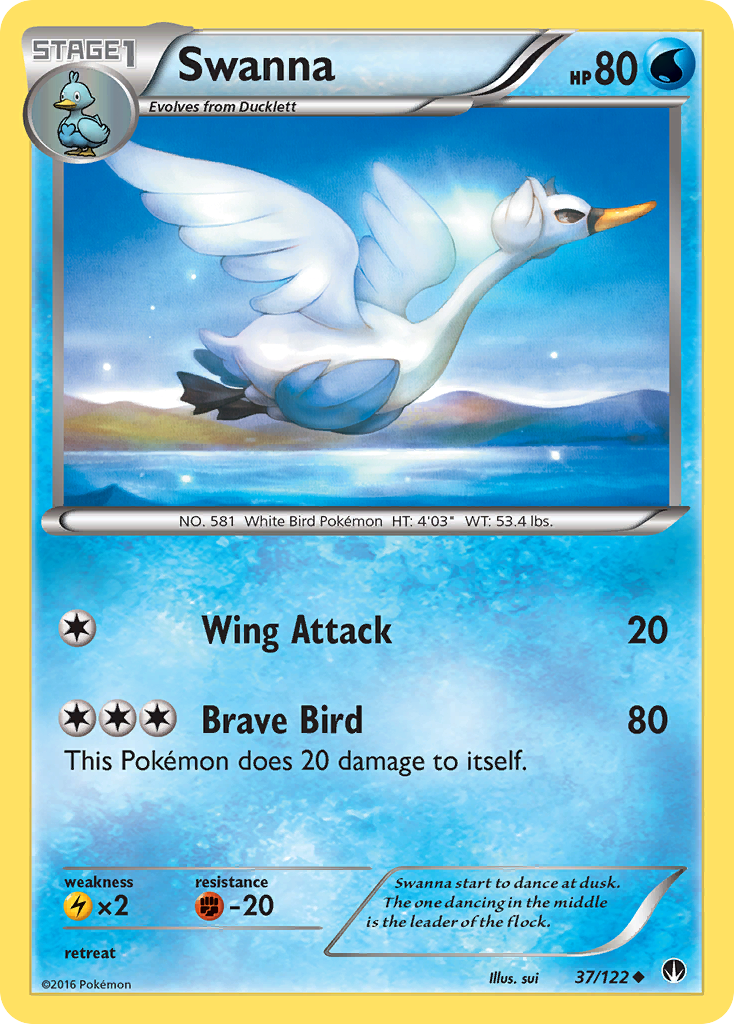 STAGE1
Swanna
HP 80
Evolves from Ducklett
NO. 581 White Bird Pokémon HT: 4'03" WT: 53.4 lbs.
Wing Attack 20
Brave Bird 80
This Pokémon does 20 damage to itself.
weakness
×2
resistance
-20
retreat
Swanna start to dance at dusk.
The one dancing in the middle
is the leader of the flock.
Illus. sui
37/122
©2016 Pokémon